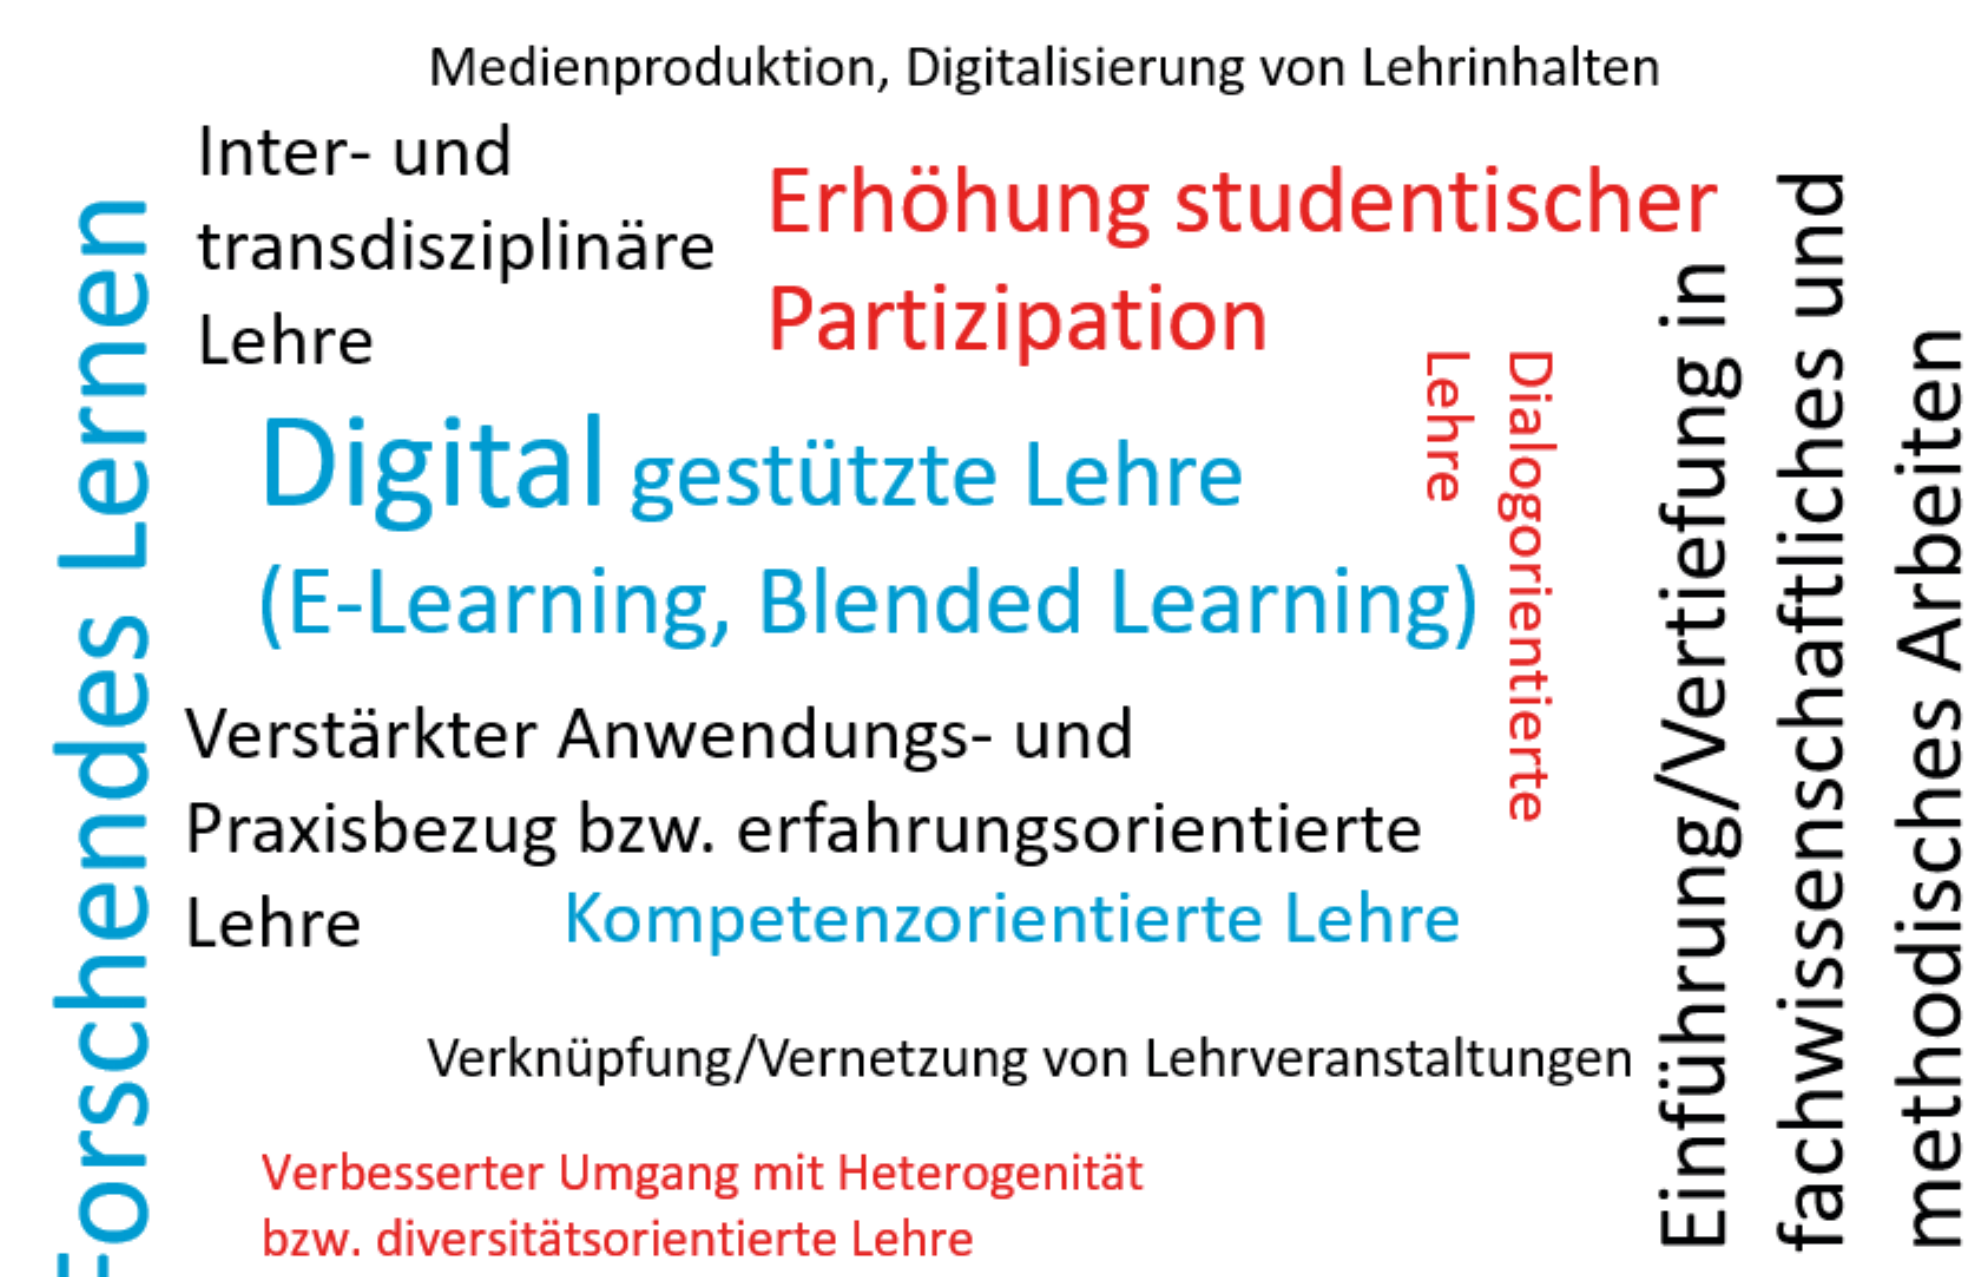 Medienproduktion, Digitalisierung von Lehrinhalten
Inter- und
transdisziplinäre
Lehre
Erhöhung studentischer
Partizipation
Forschendes Lernen
Digital gestützte Lehre
(E-Learning, Blended Learning)
Dialogorientierte
Lehre
Einführung/Vertiefung in
fachwissenschaftliches und
methodisches Arbeiten
Verstärkter Anwendungs- und
Praxisbezug bzw. erfahrungsorientierte
Lehre
Kompetenzorientierte Lehre
Verknüpfung/Vernetzung von Lehrveranstaltungen
Verbesserter Umgang mit Heterogenität
bzw. diversitätsorientierte Lehre